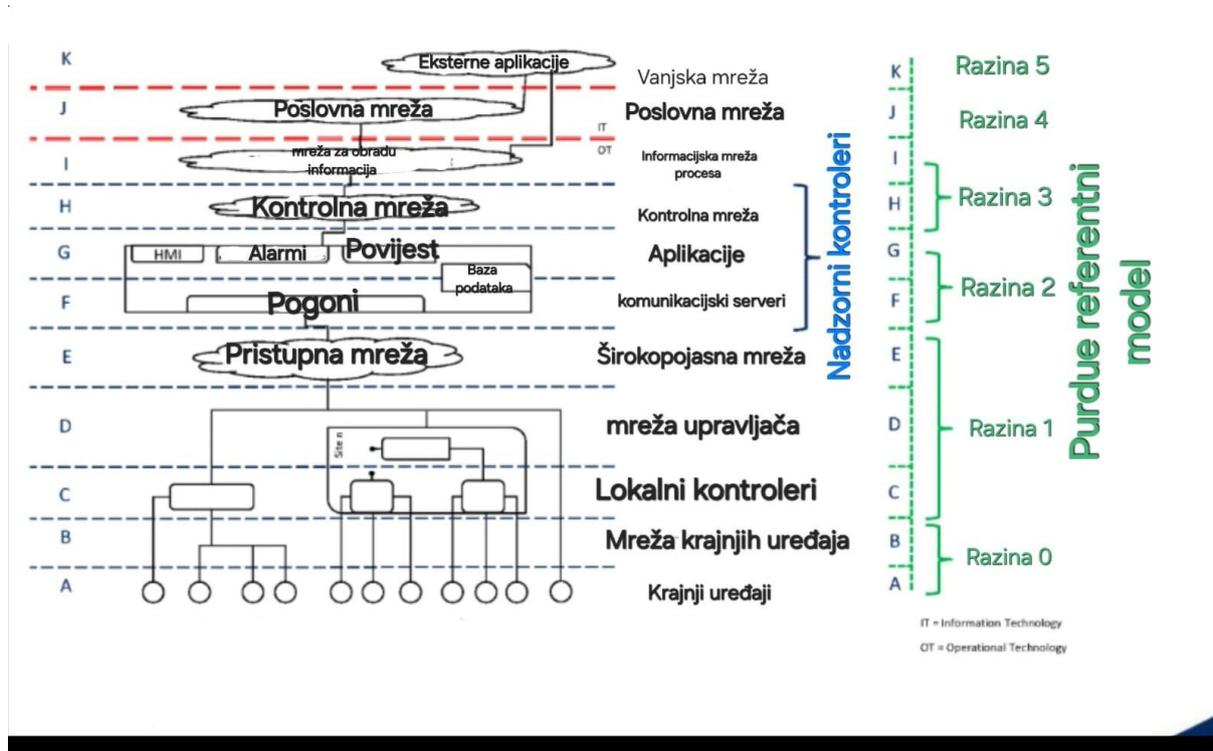 K
Eksterne aplikacije
Vanjska mreža
K
Razina 5
J
Poslovna mreža
Poslovna mreža
J
Razina 4
IT
OT
I
mreža za obradu
informacija
Informacijska mreža
procesa
I
H
Kontrolna mreža
Kontrolna mreža
H
Razina 3
G
HMI
Alarmi
Povijest
Aplikacije
G
Baza
podataka
F
Pogoni
komunikacijski serveri
F
Razina 2
Nadzorni kontroleri
E
Pristupna mreža
Širokopojasna mreža
E
D
Site n
mreža upravljača
D
Razina 1
C
Lokalni kontroleri
C
B
Mreža krajnjih uređaja
B
Razina 0
A
Krajnji uređaji
A
Purdue referentni
model
IT = Information Technology
OT = Operational Technology